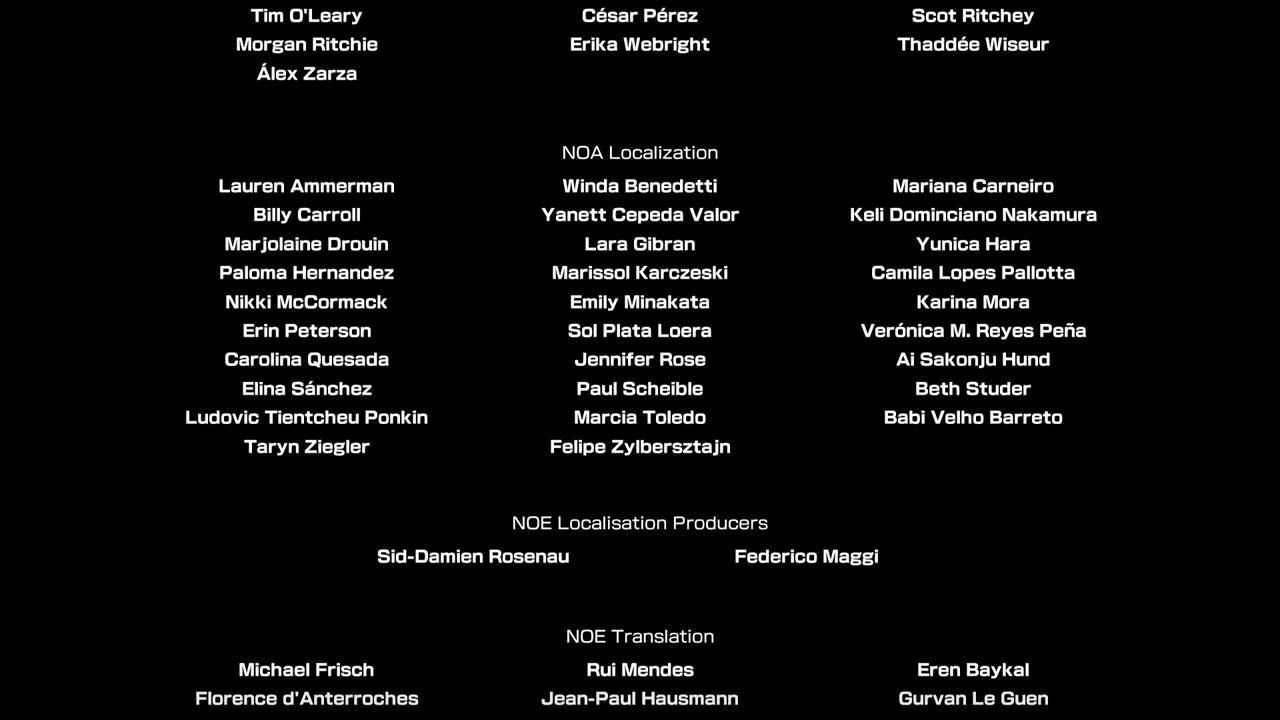 Tim O'Leary César Pérez Scot Ritchey
Morgan Ritchie Erika Webright Thaddée Wiseur
Álex Zarza
NOA Localization
Lauren Ammerman Winda Benedetti Mariana Carneiro
Billy Carroll Yanett Cepeda Valor Keli Dominciano Nakamura
Marjolaine Drouin Lara Gibran Yunica Hara
Paloma Hernandez Marissol Karczeski Camila Lopes Pallotta
Nikki McCormack Emily Minakata Karina Mora
Erin Peterson Sol Plata Loera Verónica M. Reyes Peña
Carolina Quesada Jennifer Rose Ai Sakonju Hund
Elina Sánchez Paul Scheible Beth Studer
Ludovic Tientcheu Ponkin Marcia Toledo Babi Velho Barreto
Taryn Ziegler Felipe Zylbersztajn
NOE Localisation Producers
Sid-Damien Rosenau Federico Maggi
NOE Translation
Michael Frisch Rui Mendes Eren Baykal
Florence d'Anterroches Jean-Paul Hausmann Gurvan Le Guen